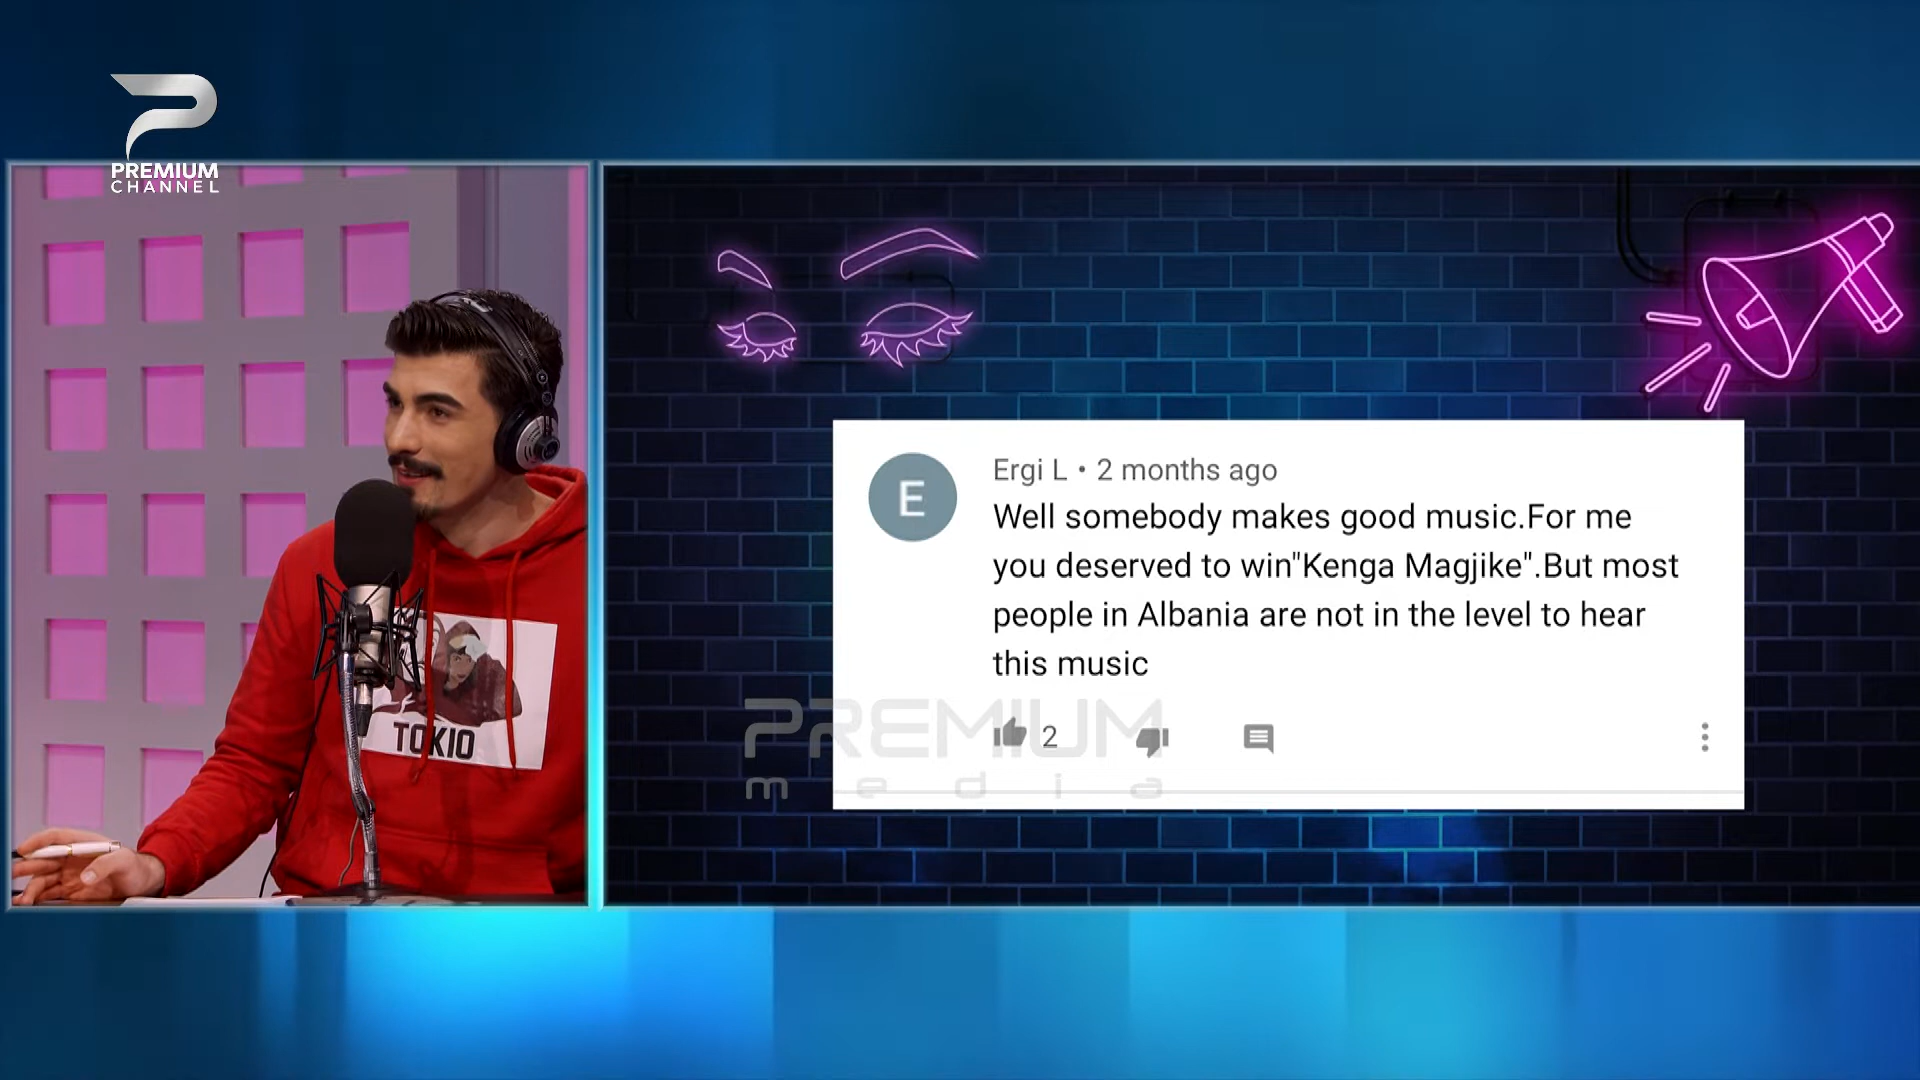 PREMIUM
CHANNEL
TOKIO
E
Ergi L • 2 months ago
Well somebody makes good music.For me
you deserved to win"Kenga Magjike".But most
people in Albania are not in the level to hear
this music
2
PREMIUM
media